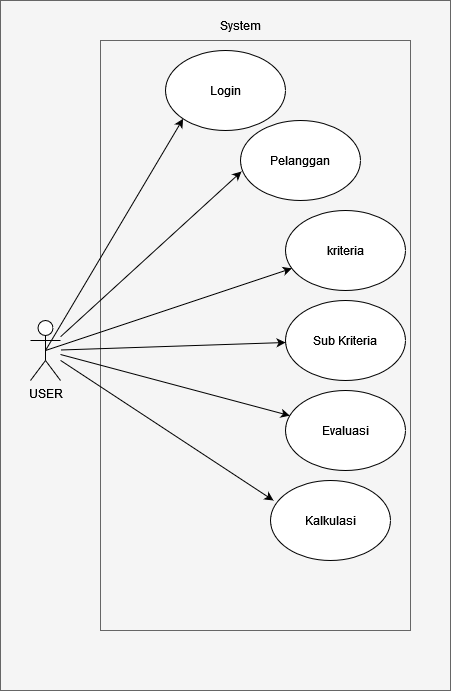 System
Login
Pelanggan
kriteria
Sub Kriteria
USER
Evaluasi
Kalkulasi